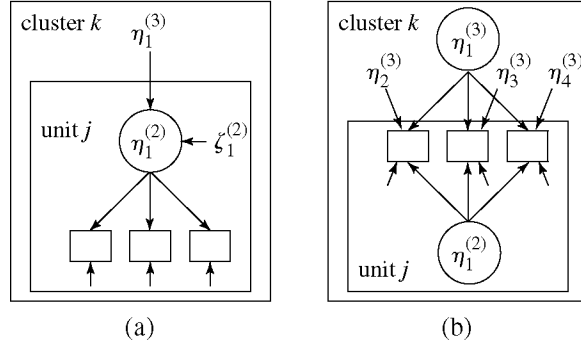 cluster k
η₁⁽³⁾
unit j
η₁⁽²⁾
ζ₁⁽²⁾
(a)
cluster k
η₁⁽³⁾
η₂⁽³⁾
η₃⁽³⁾
η₄⁽³⁾
η₁⁽²⁾
unit j
(b)